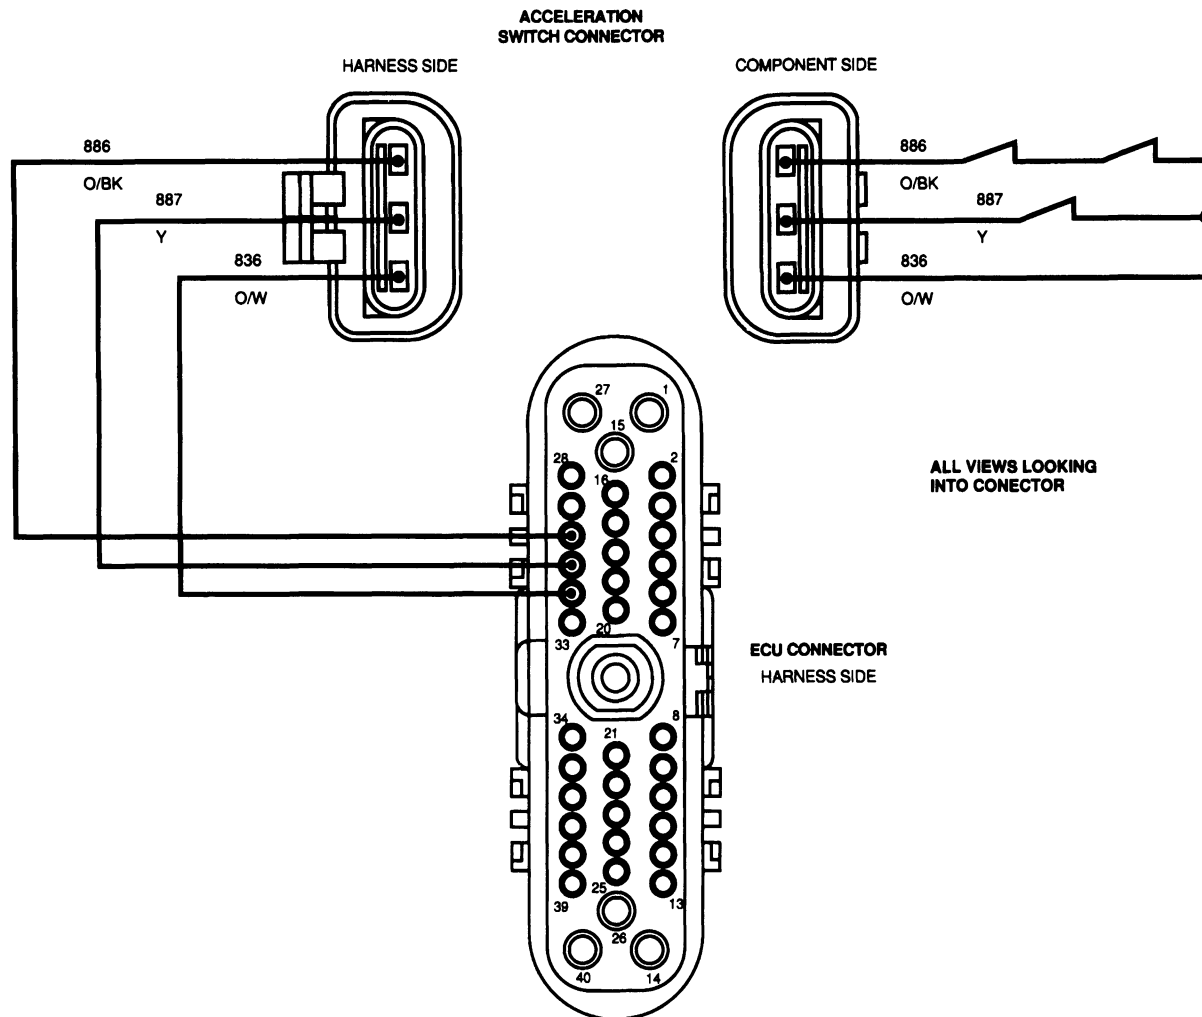 ACCELERATION
SWITCH CONNECTOR
HARNESS SIDE
COMPONENT SIDE
886
O/BK
887
Y
836
O/W
886
O/BK
887
Y
836
O/W
27
1
15
28
2
16
ALL VIEWS LOOKING
INTO CONECTOR
20
33
7
ECU CONNECTOR
HARNESS SIDE
34
21
8
25
39
13
26
40
14